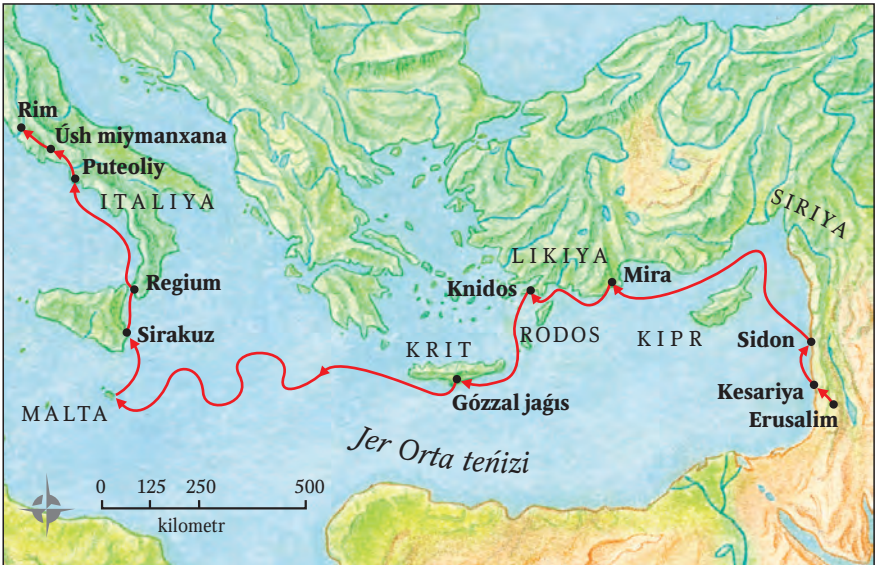 Rim
Úsh miymanxana
Puteoliy
ITALIYA
SIRIYA
LIKIYA
Mira
Regium
Knidos
Sirakuz
RODOS
KIPR
Sidon
KRIT
Kesariya
Gózzal jaǵıs
Erusalim
MALTA
Jer Orta teńizi
0 125 250 500
kilometr